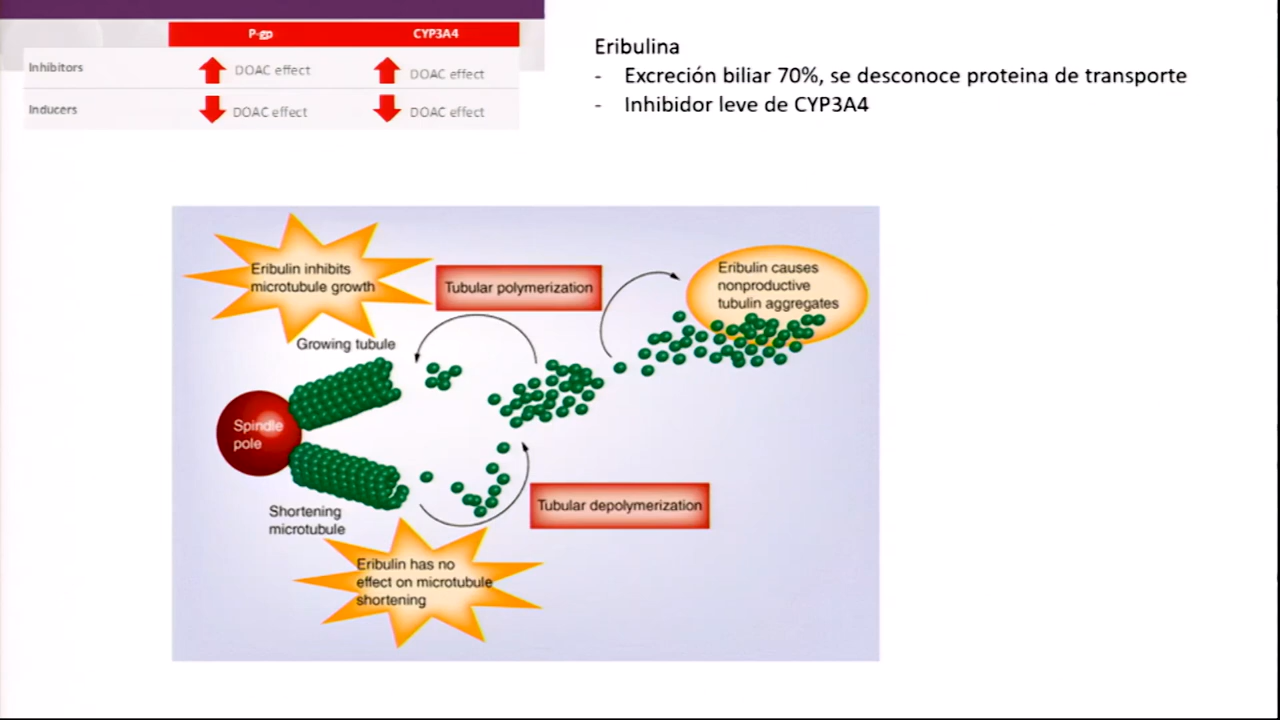 P-gp
CYP3A4
Inhibitors
DOAC effect
DOAC effect
Inducers
DOAC effect
DOAC effect
Eribulina
- Excreción biliar 70%, se desconoce proteina de transporte
- Inhibidor leve de CYP3A4
Eribulin inhibits
microtubule growth
Tubular polymerization
Eribulin causes
nonproductive
tubulin aggregates
Growing tubule
Spindle
pole
Shortening
microtubule
Tubular depolymerization
Eribulin has no
effect on microtubule
shortening